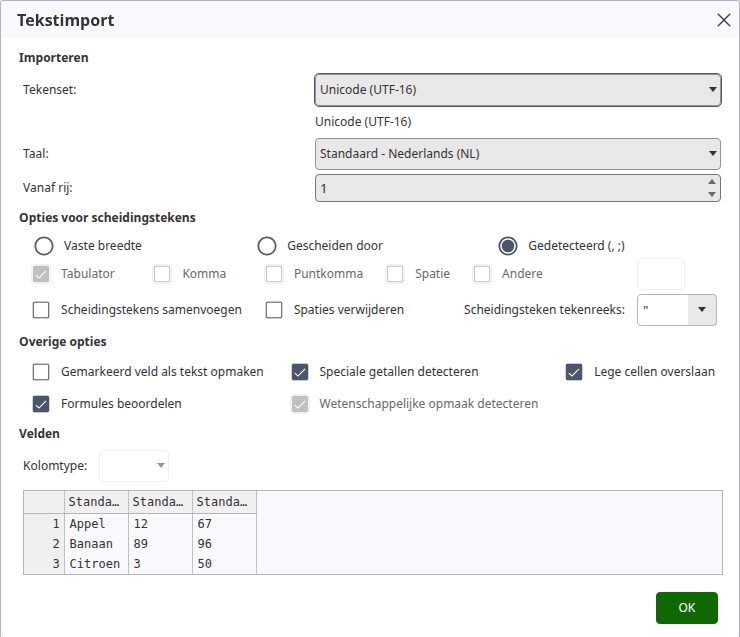 Tekstimport
Importeren
Tekenset: Unicode (UTF-16)
Unicode (UTF-16)
Taal: Standaard - Nederlands (NL)
Vanaf rij: 1
Opties voor scheidingstekens
Vaste breedte Gescheiden door Gedetecteerd (, ;)
Tabulator Komma Puntkomma Spatie Andere
Scheidingstekens samenvoegen Spaties verwijderen Scheidingsteken tekenreeks: "
Overige opties
Gemarkeerd veld als tekst opmaken Speciale getallen detecteren Lege cellen overslaan
Formules beoordelen Wetenschappelijke opmaak detecteren
Velden
Kolomtype:
Standa… Standa… Standa…
1 Appel 12 67
2 Banaan 89 96
3 Citroen 3 50
OK